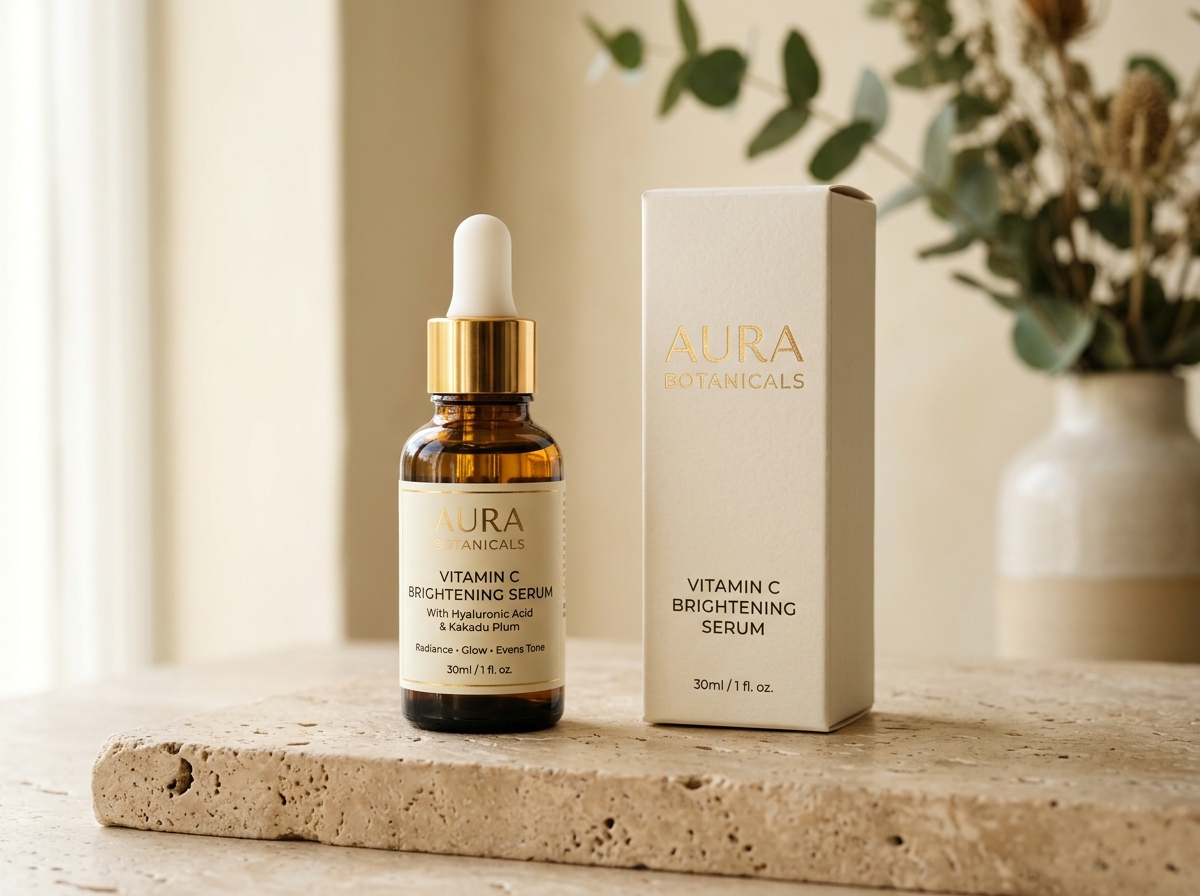 AURA
BOTANICALS
VITAMIN C
BRIGHTENING SERUM
With Hyaluronic Acid
& Kakadu Plum
Radiance • Glow • Evens Tone
30ml / 1 fl. oz.
AURA
BOTANICALS
VITAMIN C
BRIGHTENING
SERUM
30ml / 1 fl. oz.